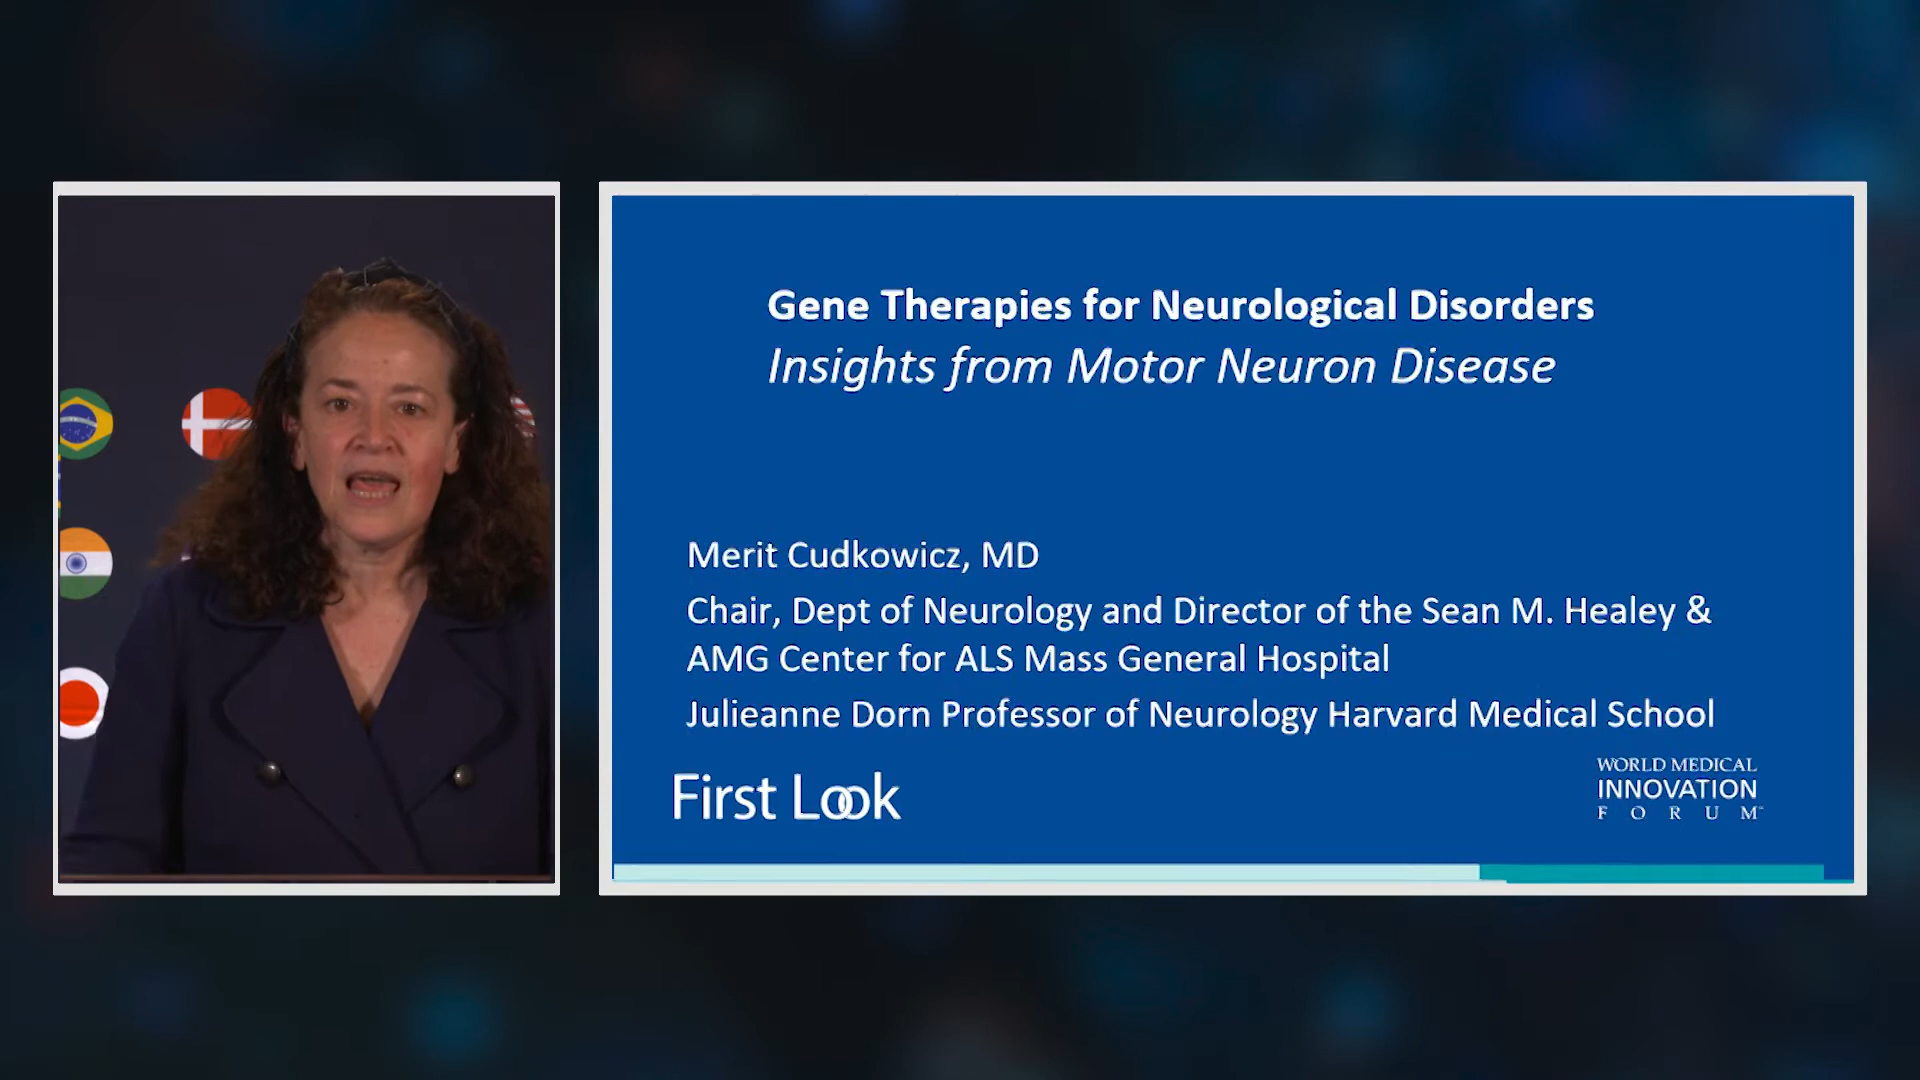 Gene Therapies for Neurological Disorders
Insights from Motor Neuron Disease
Merit Cudkowicz, MD
Chair, Dept of Neurology and Director of the Sean M. Healey &
AMG Center for ALS Mass General Hospital
Julieanne Dorn Professor of Neurology Harvard Medical School
First Look
WORLD MEDICAL
INNOVATION
FORUM™